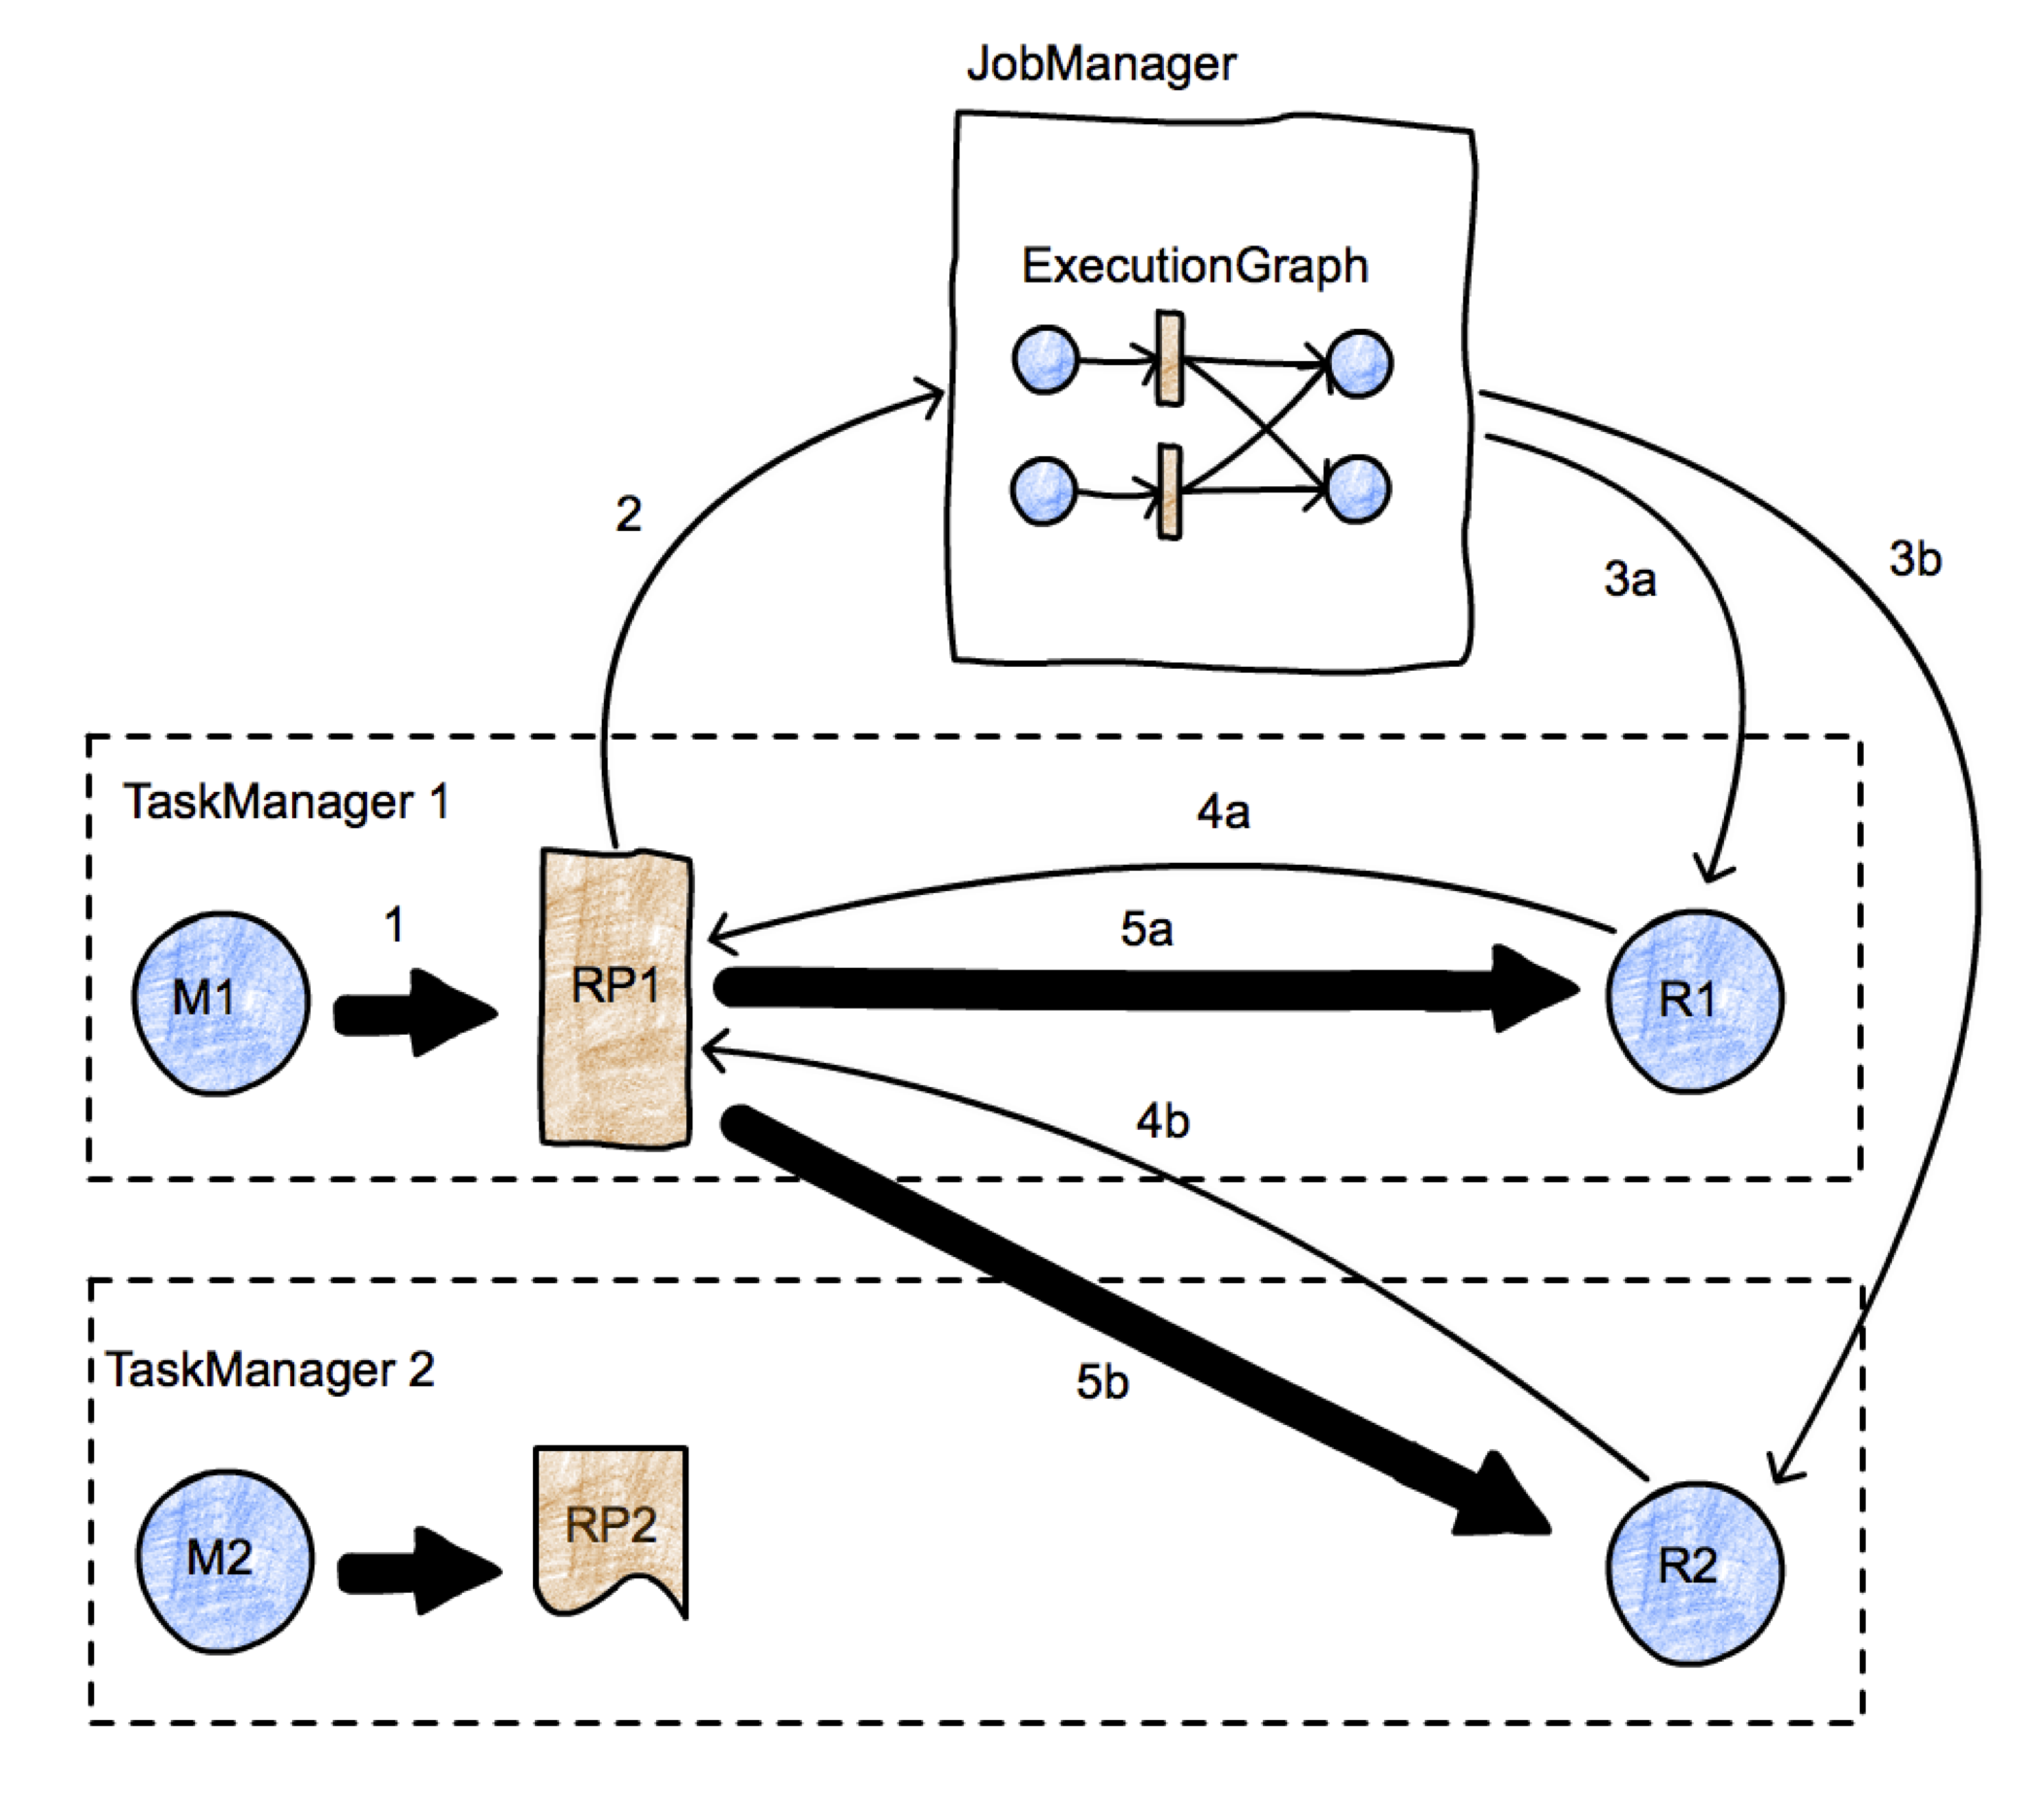 JobManager
ExecutionGraph
2
3a
3b
TaskManager 1
4a
1
5a
M1
RP1
R1
4b
TaskManager 2
5b
M2
RP2
R2